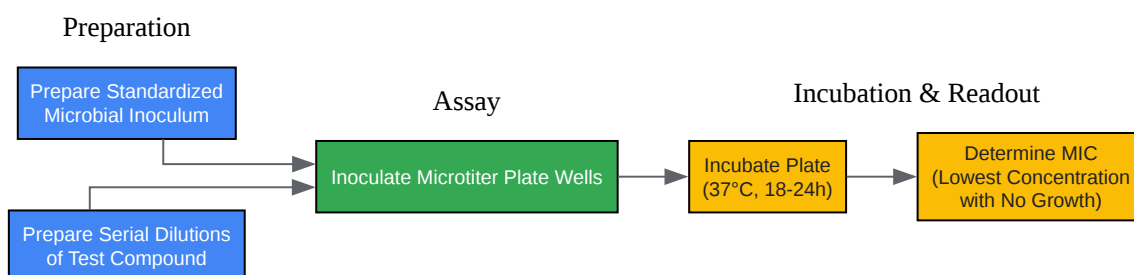 Preparation
Prepare Standardized
Microbial Inoculum
Prepare Serial Dilutions
of Test Compound
Assay
Inoculate Microtiter Plate Wells
Incubation & Readout
Incubate Plate
(37°C, 18-24h)
Determine MIC
(Lowest Concentration
with No Growth)